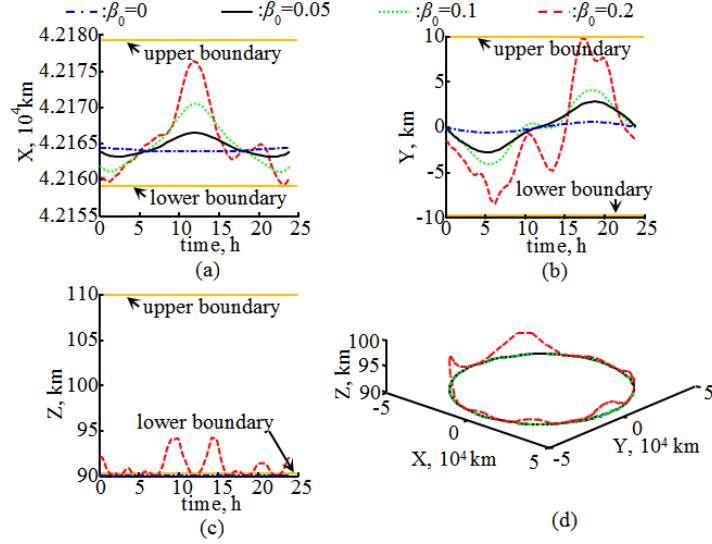 :β₀=0 :β₀=0.05 :β₀=0.1 :β₀=0.2
X, 10⁴km
4.2180
4.2175
4.2170
4.2165
4.2160
4.2155
upper boundary
lower boundary
0 5 10 15 20 25
time, h
(a)
Y, km
10
5
0
-5
-10
upper boundary
lower boundary
0 5 10 15 20 25
time, h
(b)
Z, km
110
105
100
95
90
upper boundary
lower boundary
0 5 10 15 20 25
time, h
(c)
Z, km
100
95
90
-5
0
5
X, 10⁴ km
-5
0
5
Y, 10⁴ km
(d)